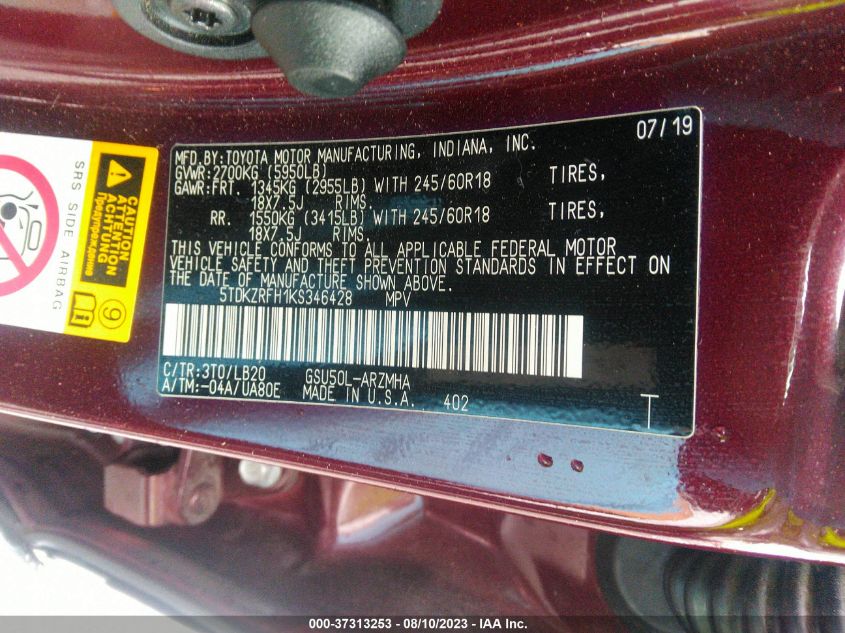 07/19
MFD.BY:TOYOTA MOTOR MANUFACTURING, INDIANA, INC.
GVWR:2700KG (5950LB)
GAWR:FRT. 1345KG (2955LB) WITH 245/60R18 TIRES,
18X7.5J RIMS.
RR. 1550KG (3415LB) WITH 245/60R18 TIRES,
18X7.5J RIMS.
THIS VEHICLE CONFORMS TO ALL APPLICABLE FEDERAL MOTOR
VEHICLE SAFETY AND THEFT PREVENTION STANDARDS IN EFFECT ON
THE DATE OF MANUFACTURE SHOWN ABOVE.
5TDKZRFH1KS346428 MPV
C/TR:3T0/LB20 GSU50L-ARZMHA
A/TM:-04A/UA80E MADE IN U.S.A. 402
T
SRS SIDE AIRBAG
CAUTION
ATTENTION
ACHTUNG
Предупреждение
9
000-37313253 — 08/10/2023 — IAA Inc.